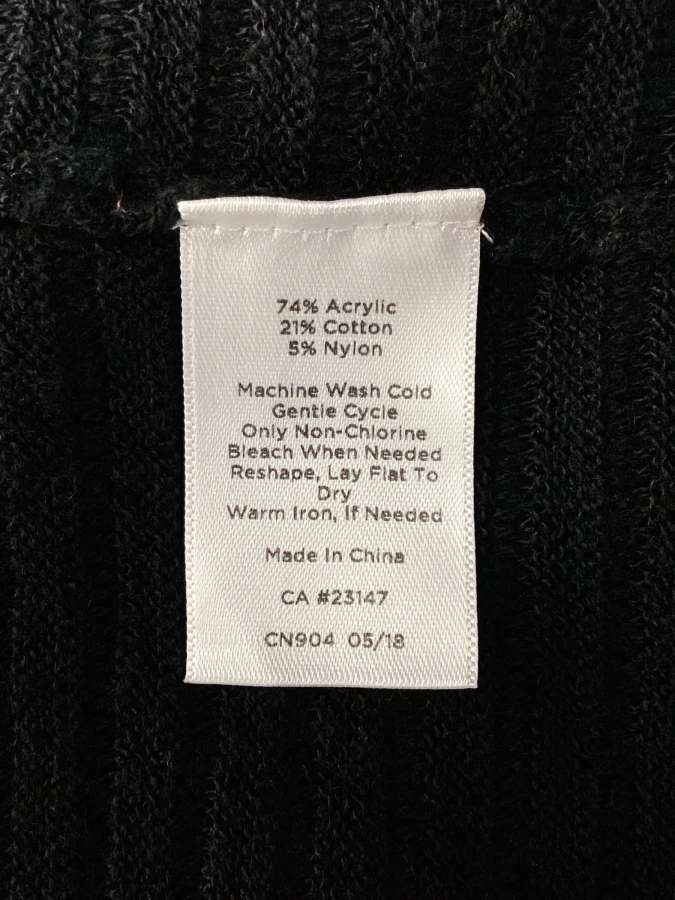 74% Acrylic
21% Cotton
5% Nylon
Machine Wash Cold
Gentle Cycle
Only Non-Chlorine
Bleach When Needed
Reshape, Lay Flat To
Dry
Warm Iron, If Needed
Made In China
CA #23147
CN904 05/18